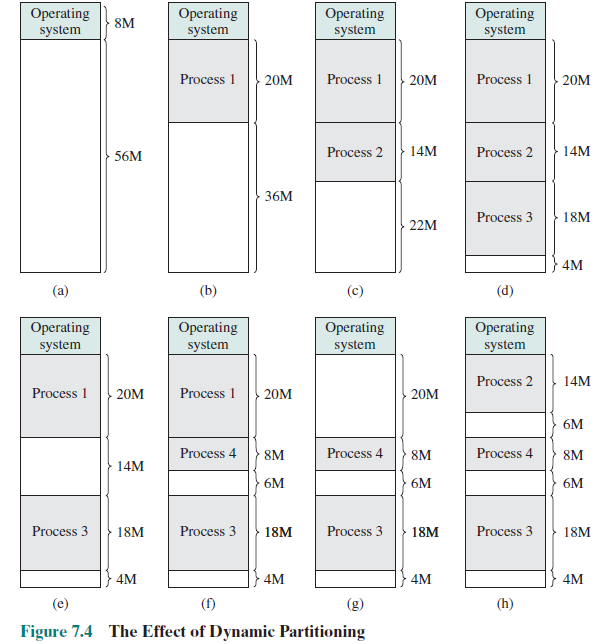 Operating
system
8M
56M
(a)
Operating
system
Process 1
20M
36M
(b)
Operating
system
Process 1
20M
Process 2
14M
22M
(c)
Operating
system
Process 1
20M
Process 2
14M
Process 3
18M
4M
(d)
Operating
system
Process 1
20M
14M
Process 3
18M
4M
(e)
Operating
system
Process 1
20M
Process 4
8M
6M
Process 3
18M
4M
(f)
Operating
system
20M
Process 4
8M
6M
Process 3
18M
4M
(g)
Operating
system
Process 2
14M
6M
Process 4
8M
6M
Process 3
18M
4M
(h)
Figure 7.4 The Effect of Dynamic Partitioning